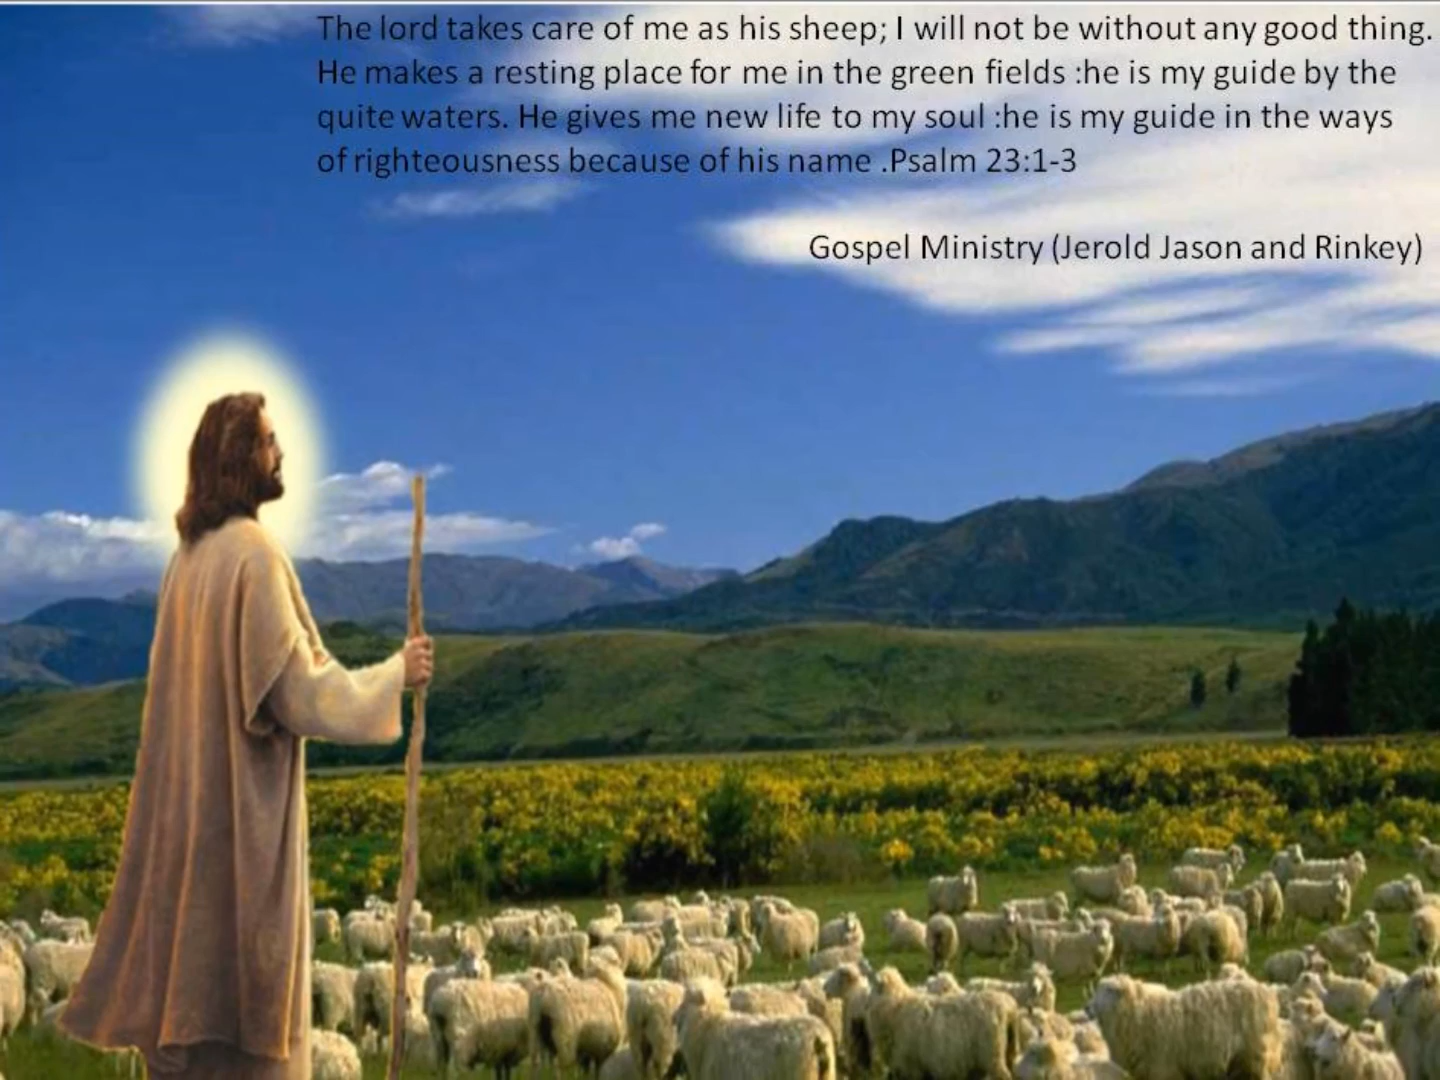 The lord takes care of me as his sheep; I will not be without any good thing.
He makes a resting place for me in the green fields :he is my guide by the
quite waters. He gives me new life to my soul :he is my guide in the ways
of righteousness because of his name .Psalm 23:1-3
Gospel Ministry (Jerold Jason and Rinkey)